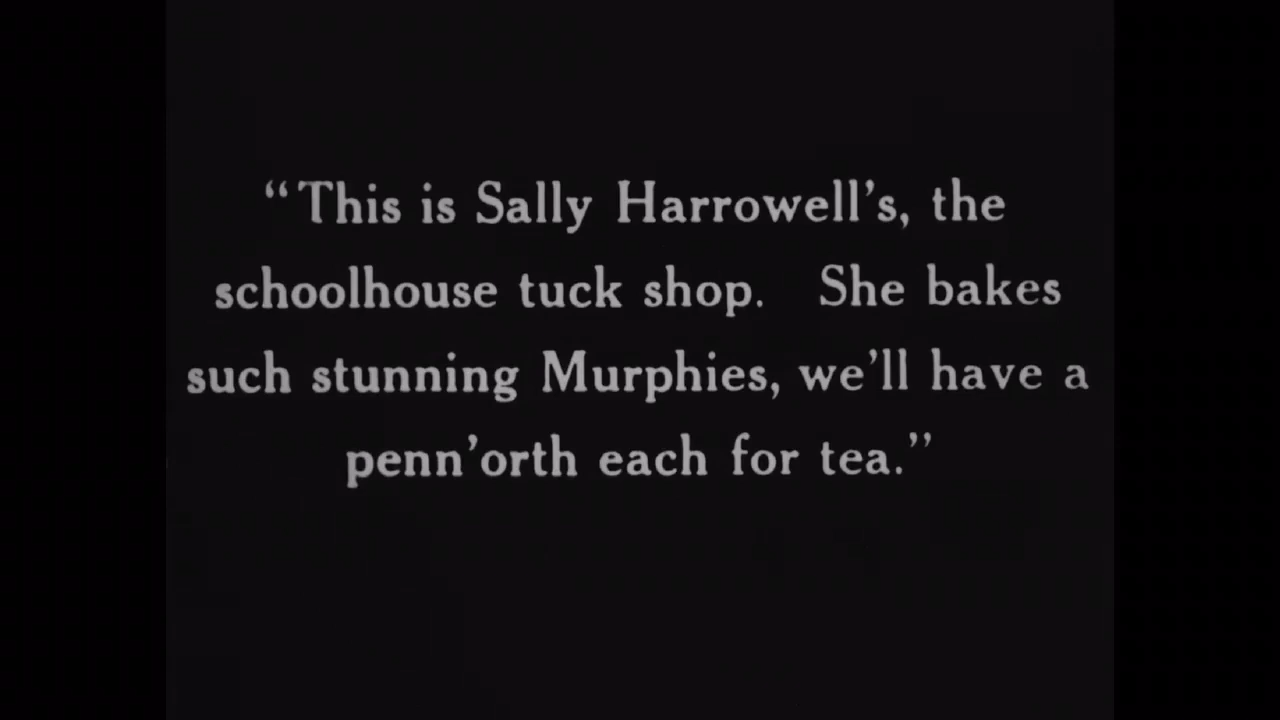 “This is Sally Harrowell’s, the
schoolhouse tuck shop. She bakes
such stunning Murphies, we’ll have a
penn’orth each for tea.”